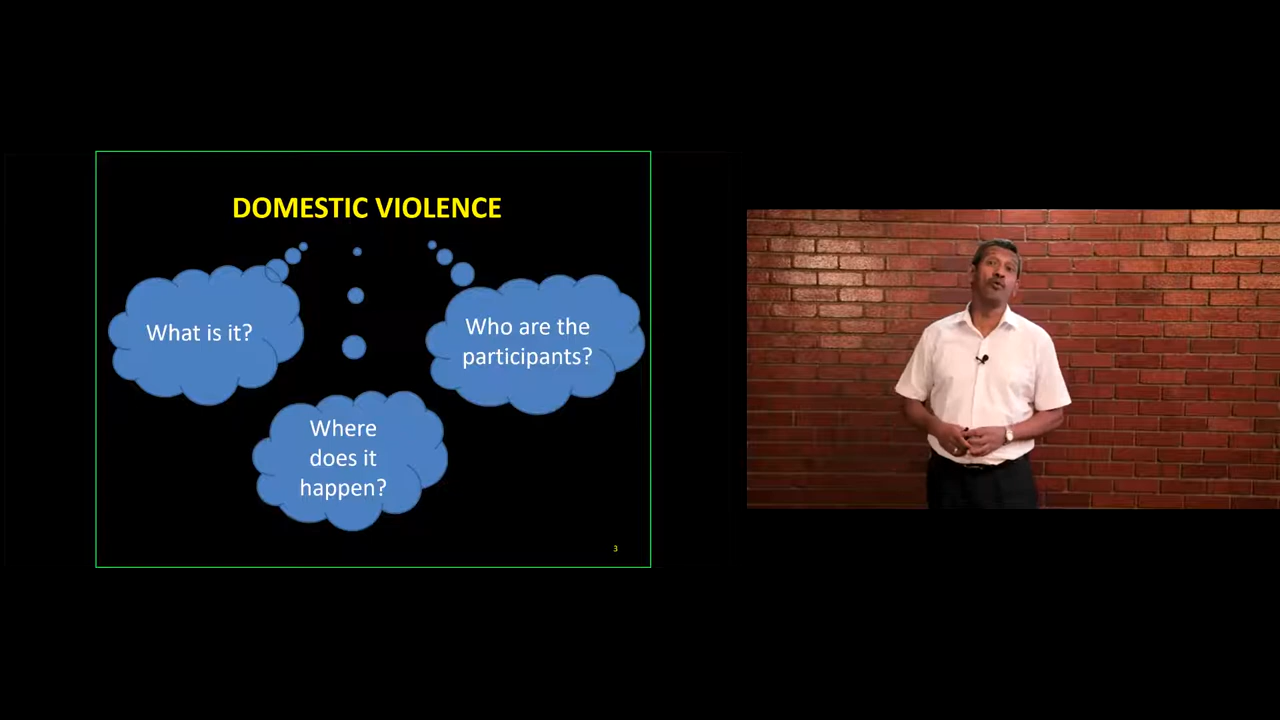 DOMESTIC VIOLENCE
What is it?
Who are the
participants?
Where
does it
happen?
3